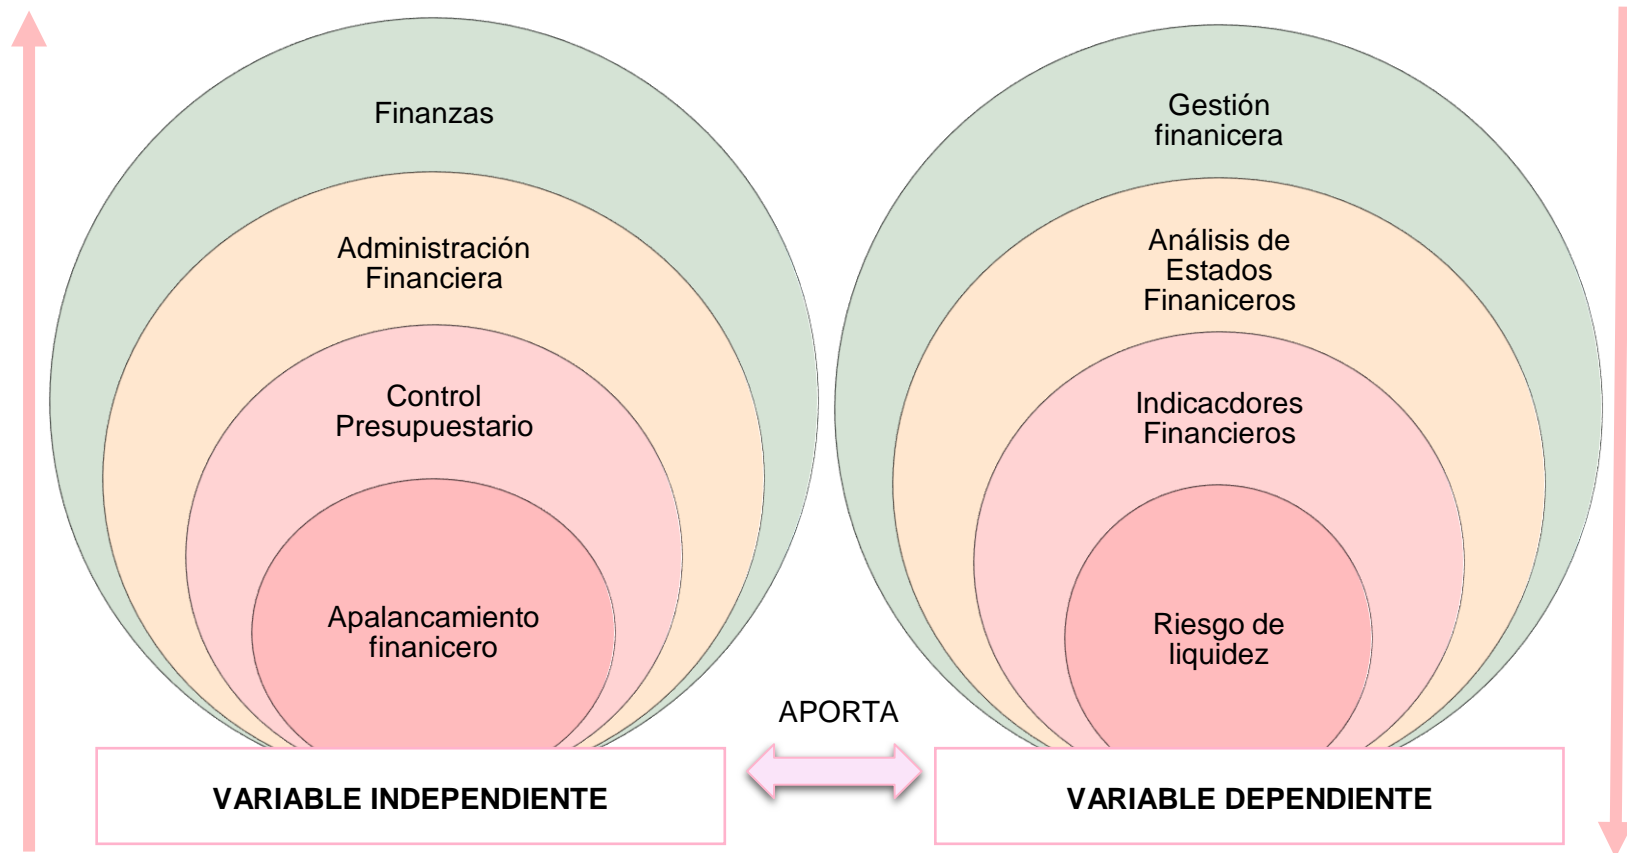 Finanzas
Administración
Financiera
Control
Presupuestario
Apalancamiento
finanicero
VARIABLE INDEPENDIENTE
APORTA
Gestión
finanicera
Análisis de
Estados
Finaniceros
Indicacdores
Financieros
Riesgo de
liquidez
VARIABLE DEPENDIENTE